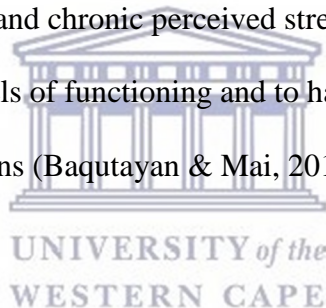 and chronic perceived stre
ls of functioning and to ha
ns (Baqutayan & Mai, 201
UNIVERSITY of the
WESTERN CAPE